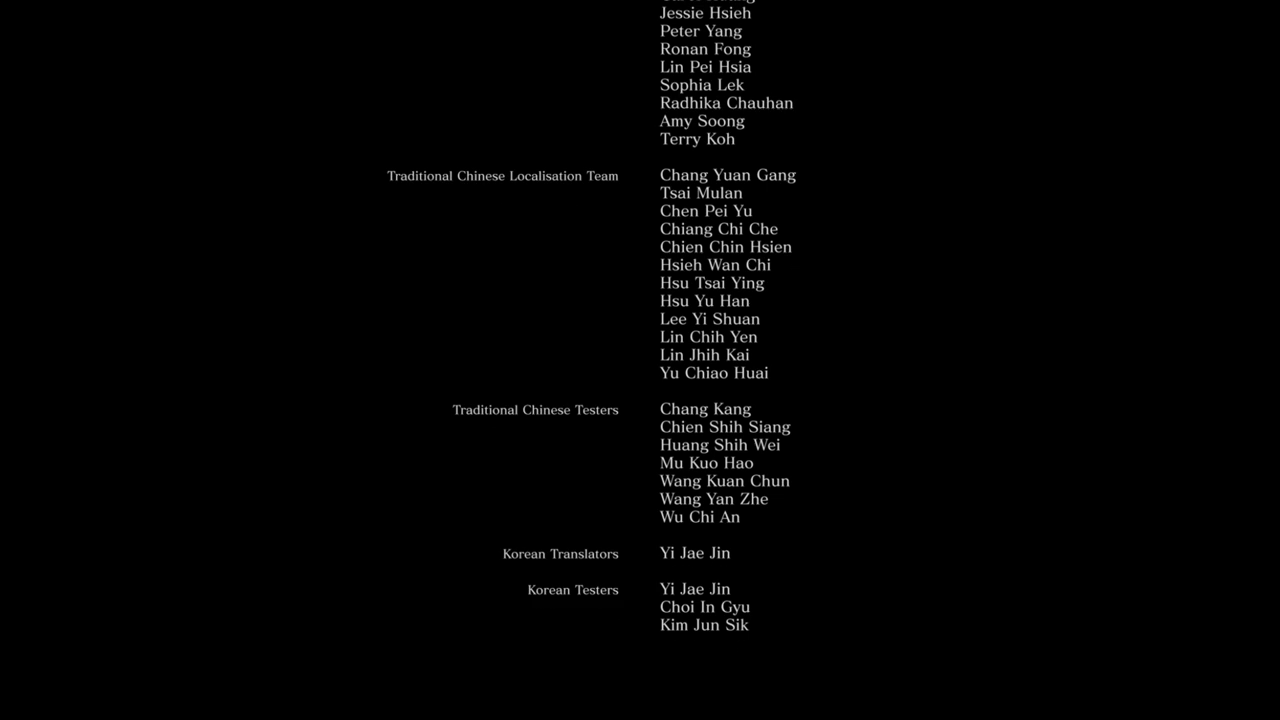 Jessie Hsieh
Peter Yang
Ronan Fong
Lin Pei Hsia
Sophia Lek
Radhika Chauhan
Amy Soong
Terry Koh
Traditional Chinese Localisation Team Chang Yuan Gang
Tsai Mulan
Chen Pei Yu
Chiang Chi Che
Chien Chin Hsien
Hsieh Wan Chi
Hsu Tsai Ying
Hsu Yu Han
Lee Yi Shuan
Lin Chih Yen
Lin Jhih Kai
Yu Chiao Huai
Traditional Chinese Testers Chang Kang
Chien Shih Siang
Huang Shih Wei
Mu Kuo Hao
Wang Kuan Chun
Wang Yan Zhe
Wu Chi An
Korean Translators Yi Jae Jin
Korean Testers Yi Jae Jin
Choi In Gyu
Kim Jun Sik